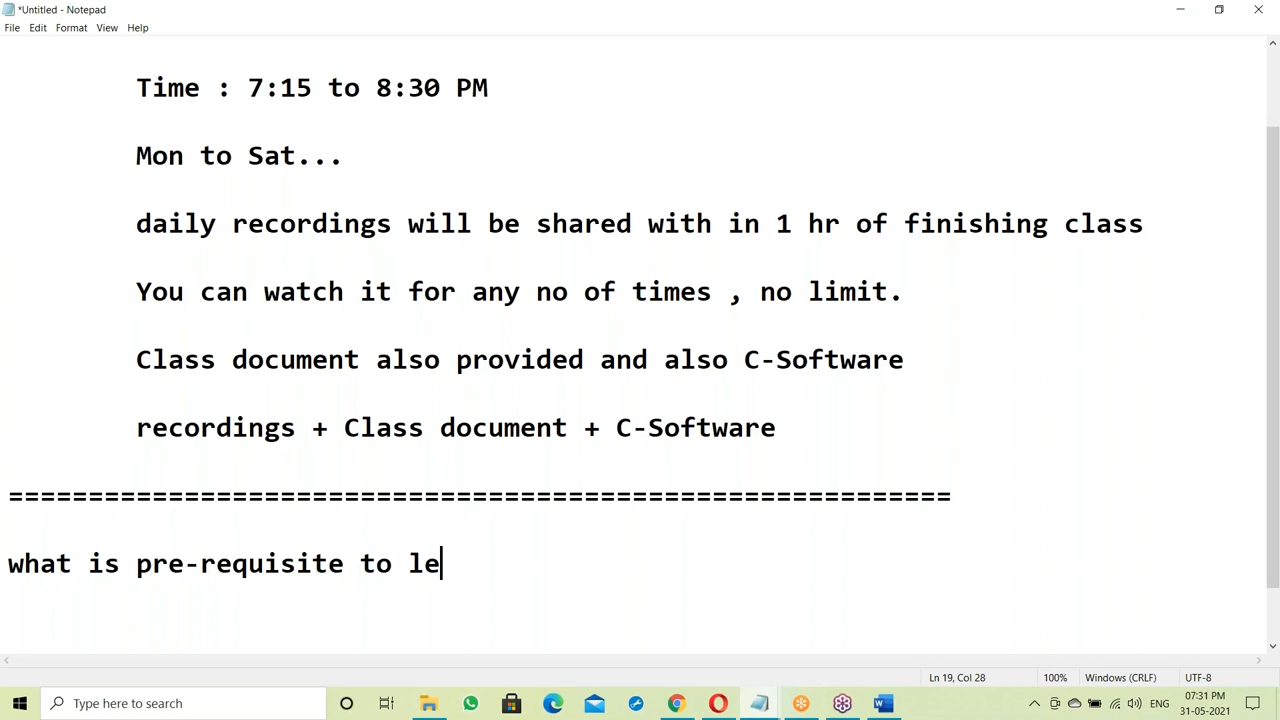 *Untitled - Notepad
File Edit Format View Help
Time : 7:15 to 8:30 PM
Mon to Sat...
daily recordings will be shared with in 1 hr of finishing class
You can watch it for any no of times , no limit.
Class document also provided and also C-Software
recordings + Class document + C-Software
===========================================================
what is pre-requisite to le
Ln 19, Col 28 100% Windows (CRLF) UTF-8
Type here to search
ENG
07:31 PM
31-05-2021